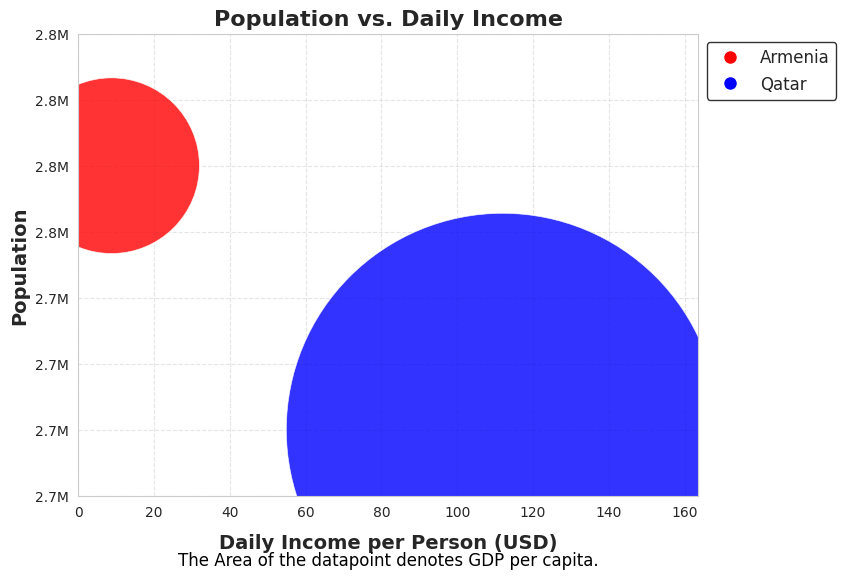 Population vs. Daily Income
2.8M
2.8M
2.8M
2.8M
2.7M
2.7M
2.7M
2.7M
Population
0 20 40 60 80 100 120 140 160
Daily Income per Person (USD)
The Area of the datapoint denotes GDP per capita.
Armenia
Qatar